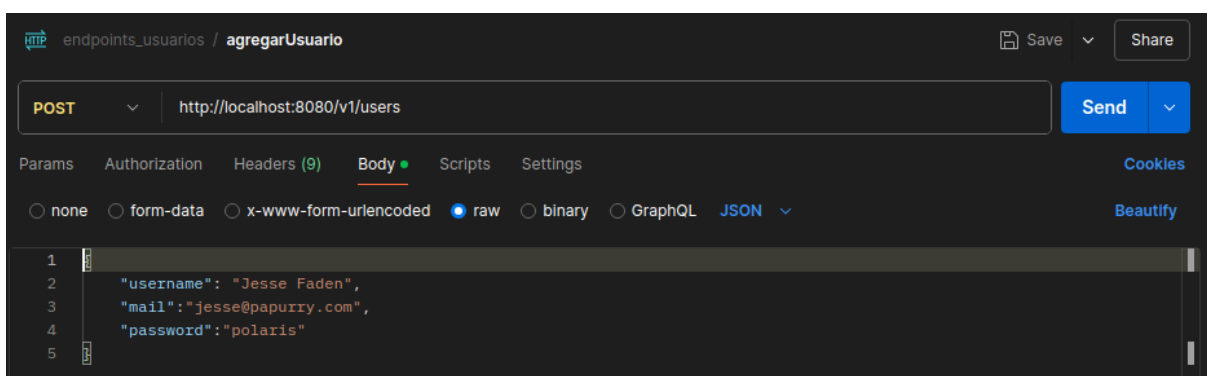 HTTP endpoints_usuarios / agregarUsuario Save Share
POST http://localhost:8080/v1/users Send
Params Authorization Headers (9) Body Scripts Settings Cookies
none form-data x-www-form-urlencoded raw binary GraphQL JSON Beautify
1 {
2 "username": "Jesse Faden",
3 "mail":"jesse@papurry.com",
4 "password":"polaris"
5 }